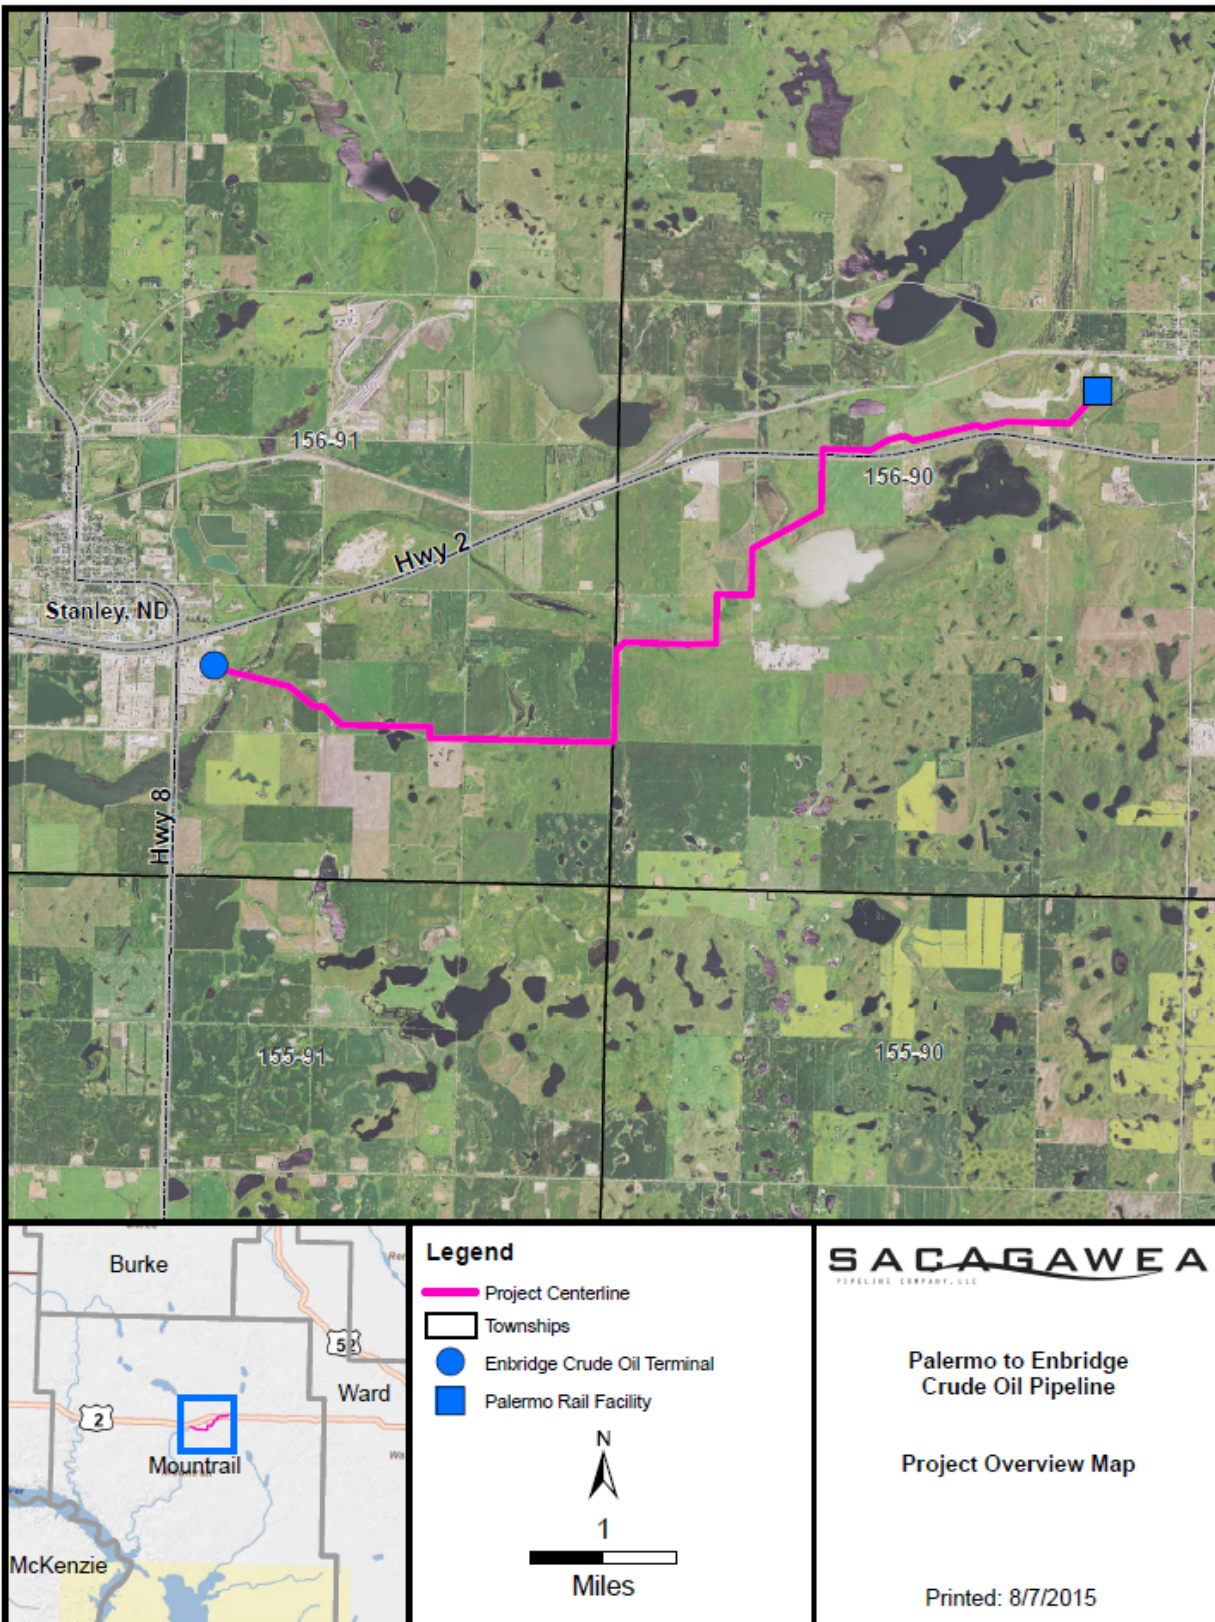 156-91
156-90
Hwy 2
Stanley, ND
Hwy 8
155-91
155-90
Burke
52
Ward
2
Mountrail
McKenzie
Legend
Project Centerline
Townships
Enbridge Crude Oil Terminal
Palermo Rail Facility
N
1
Miles
SACAGAWEA
PIPELINE COMPANY, LLC
Palermo to Enbridge
Crude Oil Pipeline
Project Overview Map
Printed: 8/7/2015